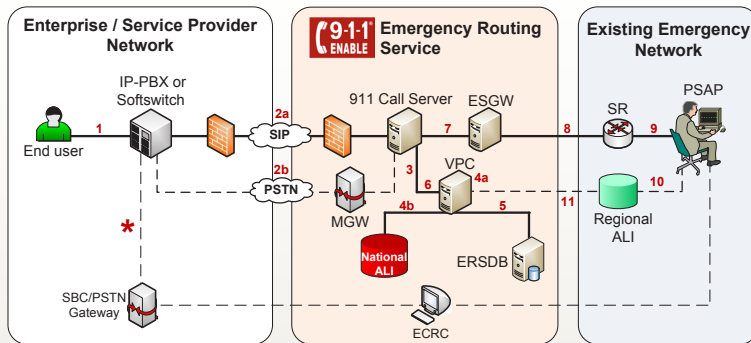 Enterprise / Service Provider
Network
9-1-1®
ENABLE
Emergency Routing
Service
Existing Emergency
Network
IP-PBX or
Softswitch
2a
SIP
911 Call Server
ESGW
SR
PSAP
1
7
8
9
End user
2b
PSTN
MGW
3
6
VPC
4a
11
10
Regional
ALI
4b
5
National
ALI
ERSDB
*
SBC/PSTN
Gateway
ECRC